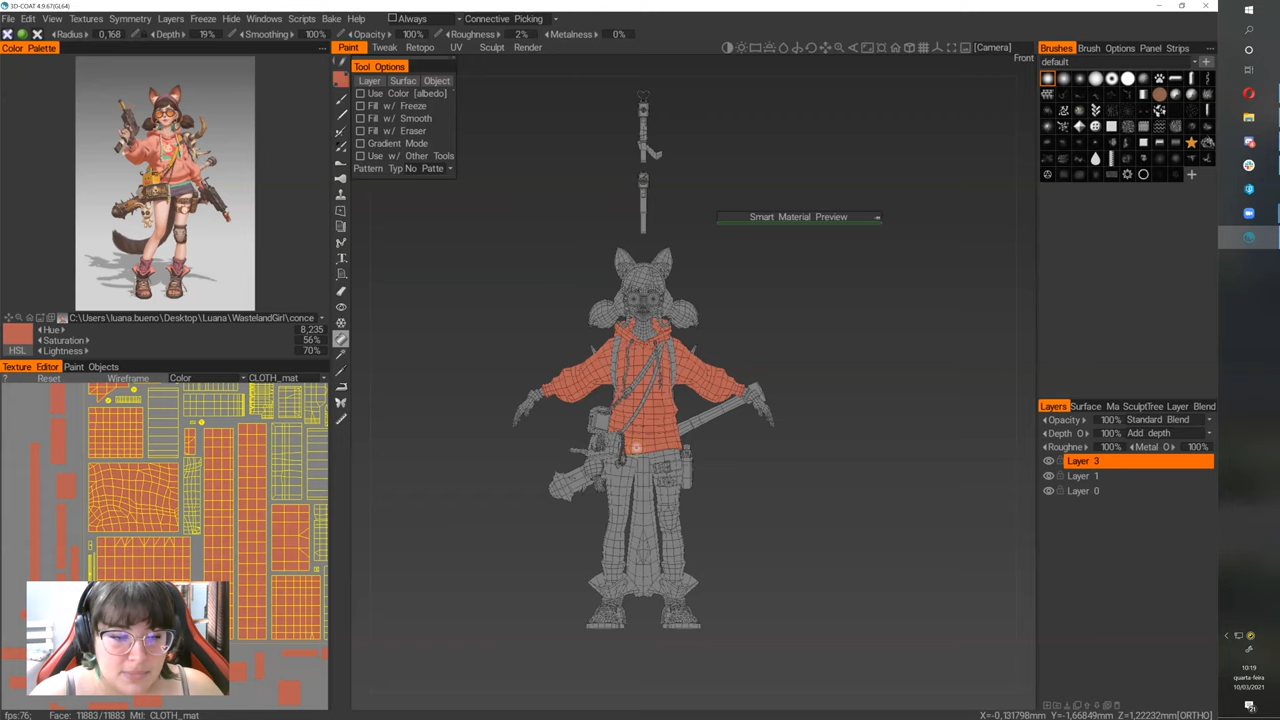 3D-COAT 4.9.67(GL64)
File Edit View Textures Symmetry Layers Freeze Hide Windows Scripts Bake Help Always Connective Picking
Radius 0,168 Depth 19% Smoothing 100% Opacity 100% Roughness 2% Metalness 0%
Color Palette
Paint Tweak Retopo UV Sculpt Render
[Camera]
Front
Tool Options
Layer Surfac Object
Use Color [albedo]
Fill w/ Freeze
Fill w/ Smooth
Fill w/ Eraser
Gradient Mode
Use w/ Other Tools
Pattern Typ No Patte
Smart Material Preview
Brushes Brush Options Panel Strips
default
C:\Users\luana.bueno\Desktop\Luana\WastelandGirl\conce
Hue 8,235
Saturation 56%
HSL Lightness 70%
Texture Editor Paint Objects
? Reset Wireframe Color CLOTH_mat
Layers Surface Ma SculptTree Layer Blend
Opacity 100% Standard Blend
Depth O 100% Add depth
Roughne 100% Metal O 100%
Layer 3
Layer 1
Layer 0
fps:76; Face: 11883/11883 Mtl: CLOTH_mat
X=-0,131798mm Y=-1,66849mm Z=1,22232mm[ORTHO]
10:19
quarta-feira
10/03/2021